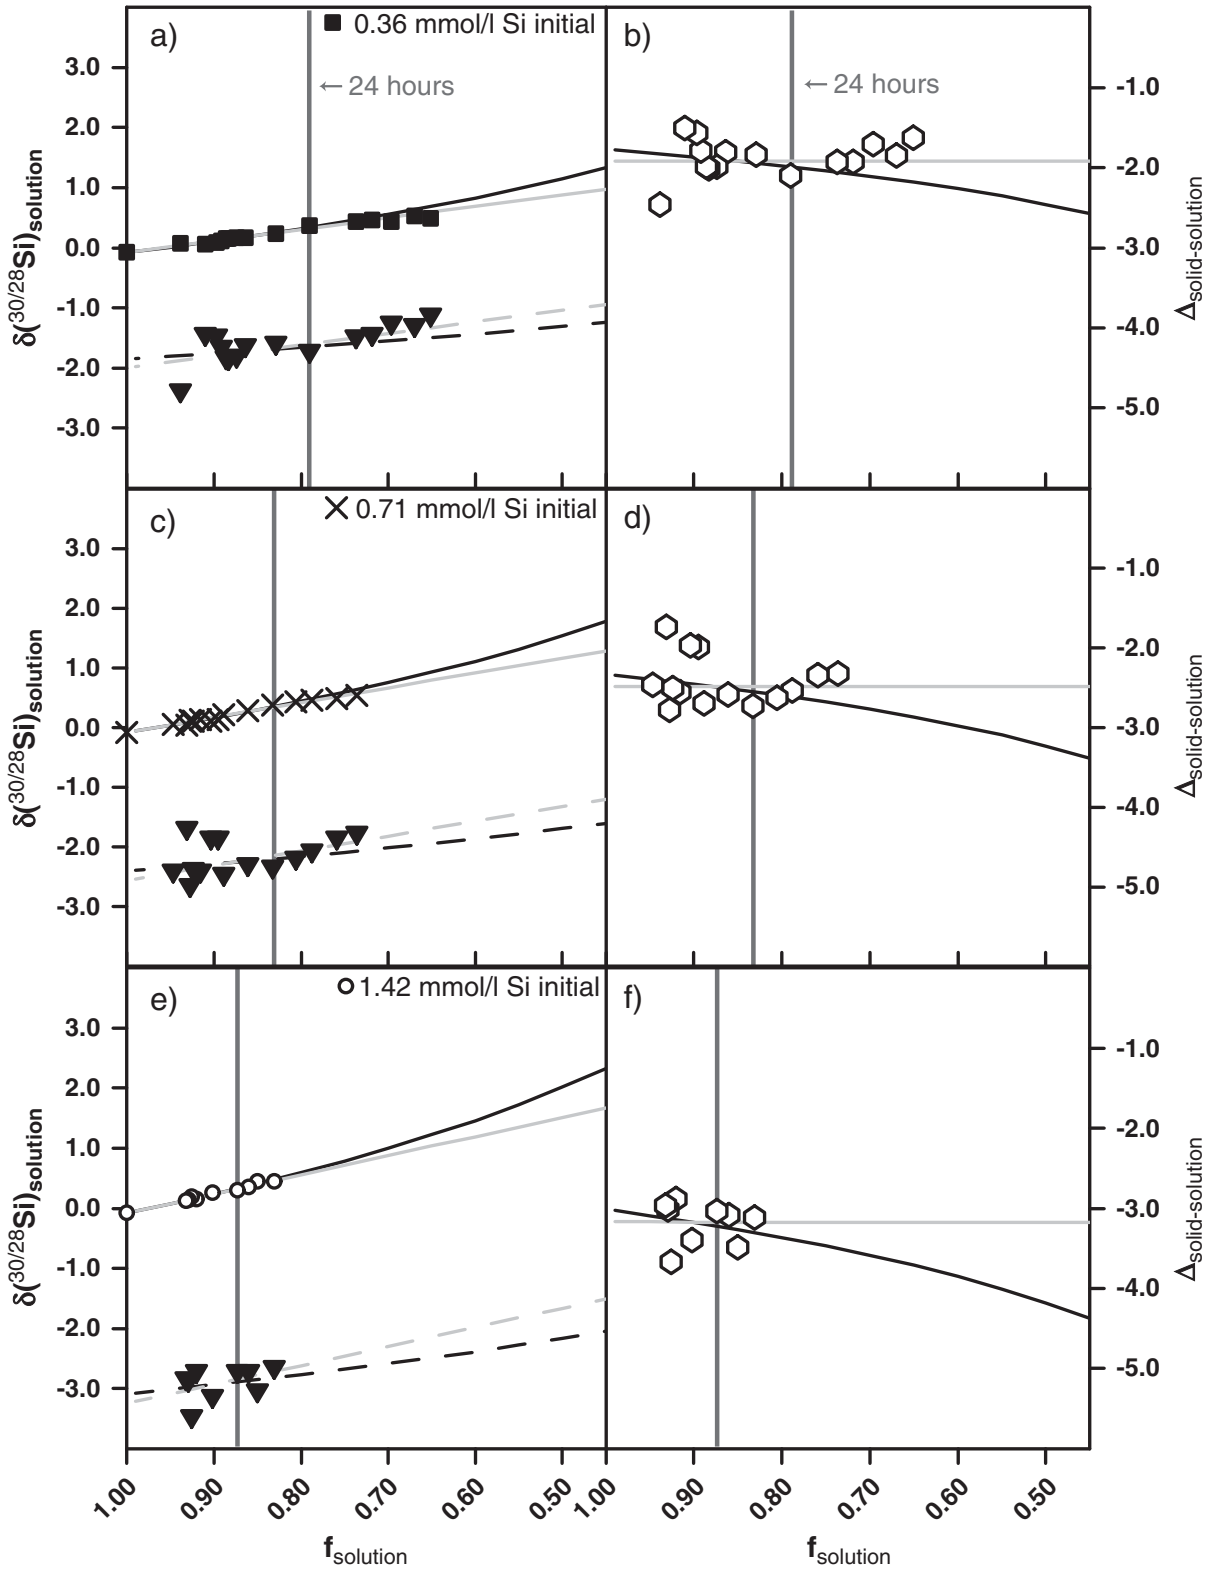 a)
■ 0.36 mmol/l Si initial
b)
← 24 hours
← 24 hours
3.0
2.0
1.0
0.0
-1.0
-2.0
-3.0
δ(30/28Si)solution
-1.0
-2.0
-3.0
-4.0
-5.0
Δsolid-solution
c)
× 0.71 mmol/l Si initial
d)
3.0
2.0
1.0
0.0
-1.0
-2.0
-3.0
δ(30/28Si)solution
-1.0
-2.0
-3.0
-4.0
-5.0
Δsolid-solution
e)
○ 1.42 mmol/l Si initial
f)
3.0
2.0
1.0
0.0
-1.0
-2.0
-3.0
δ(30/28Si)solution
-1.0
-2.0
-3.0
-4.0
-5.0
Δsolid-solution
1.00 0.90 0.80 0.70 0.60 0.50 1.00 0.90 0.80 0.70 0.60 0.50
fsolution
fsolution